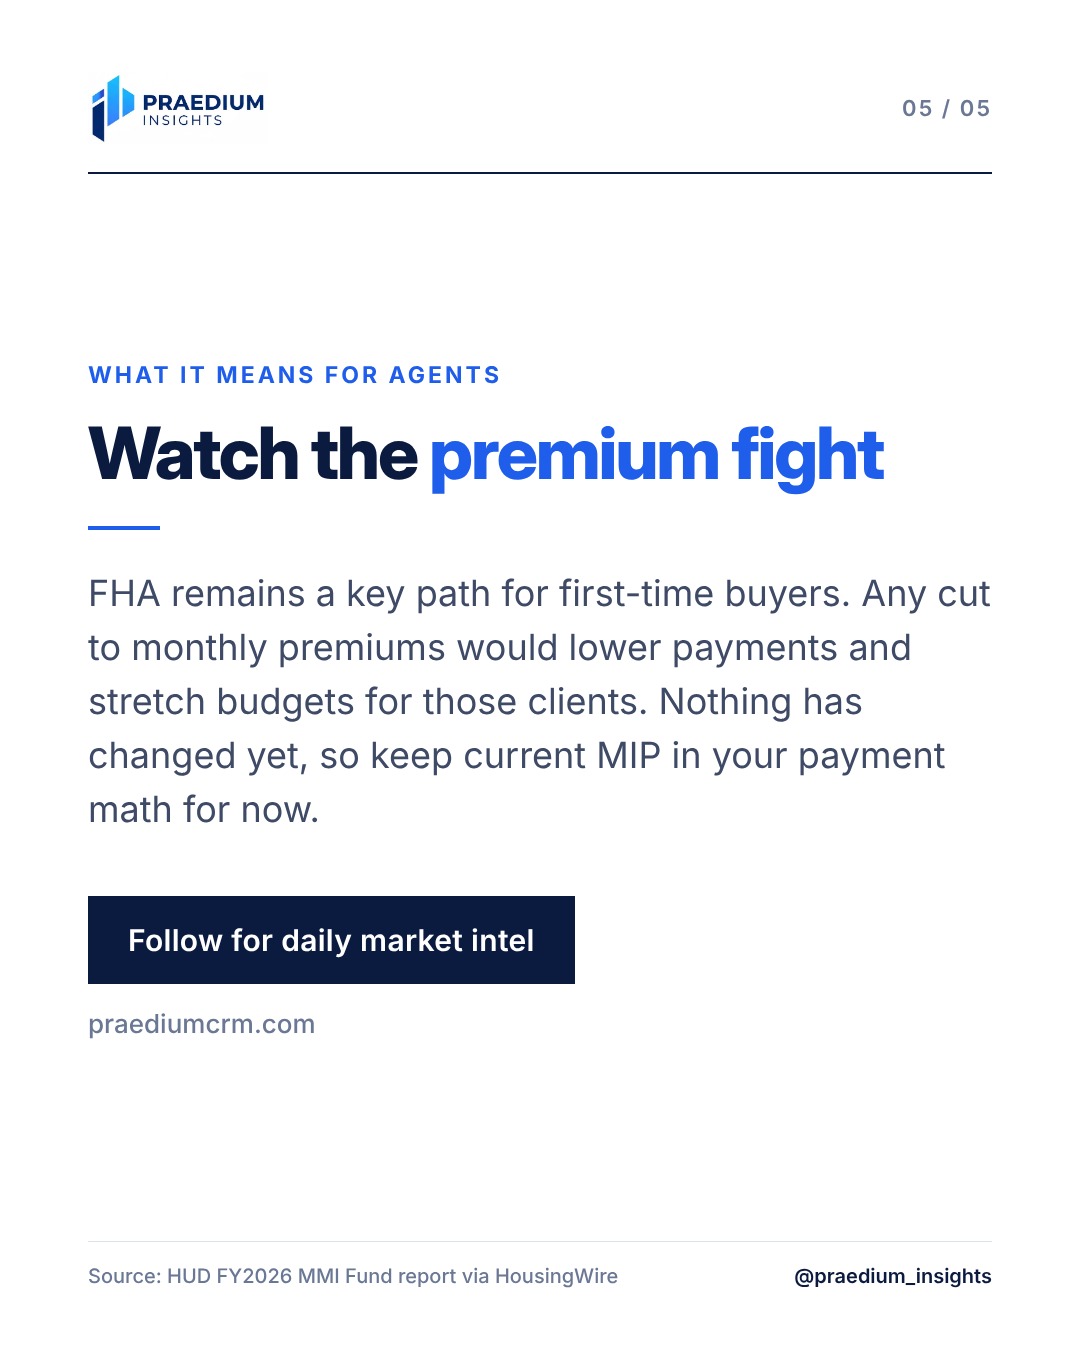 PRAEDIUM
INSIGHTS
05 / 05
WHAT IT MEANS FOR AGENTS
Watch the premium fight
FHA remains a key path for first-time buyers. Any cut
to monthly premiums would lower payments and
stretch budgets for those clients. Nothing has
changed yet, so keep current MIP in your payment
math for now.
Follow for daily market intel
praediumcrm.com
Source: HUD FY2026 MMI Fund report via HousingWire
@praedium_insights